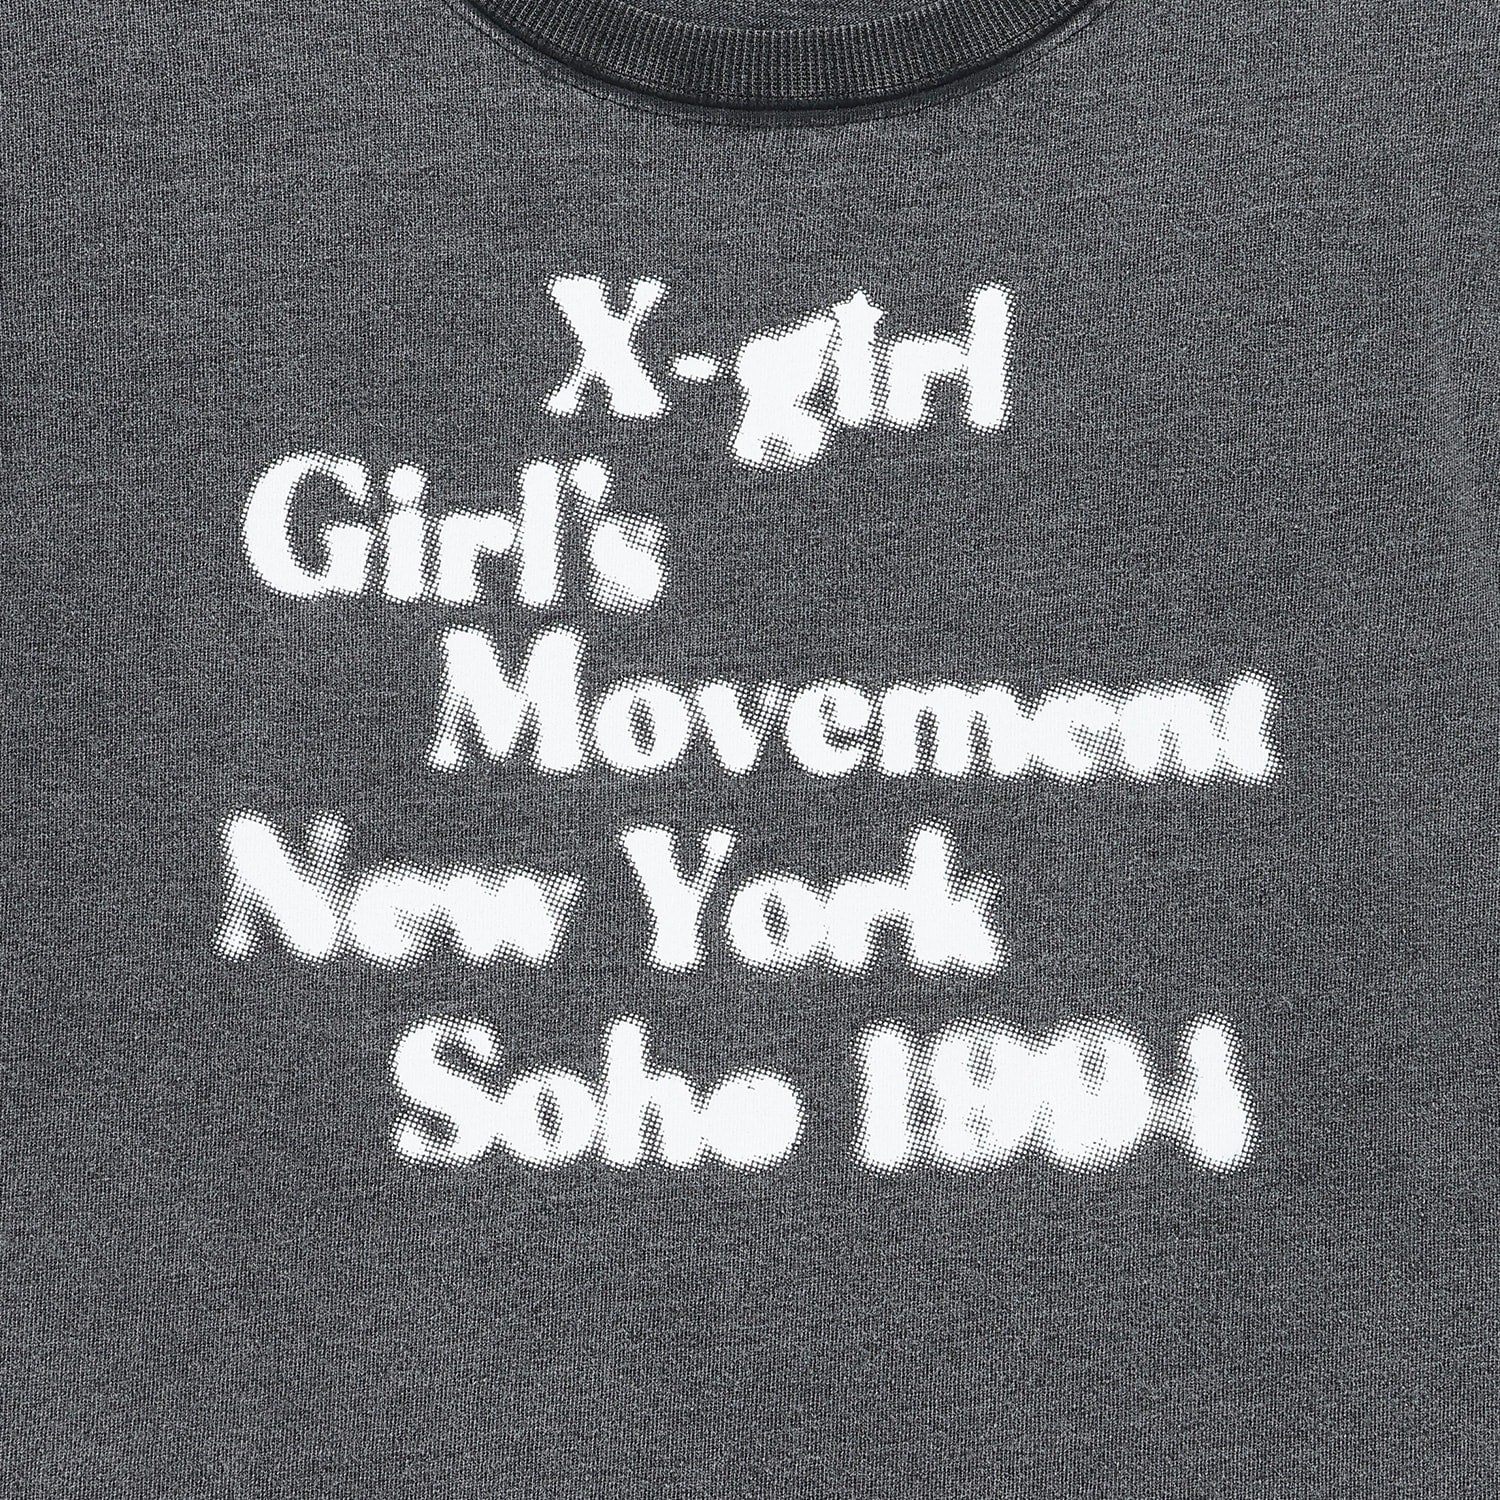 X-girl
Girl's
Movement
New York
Soho 1994